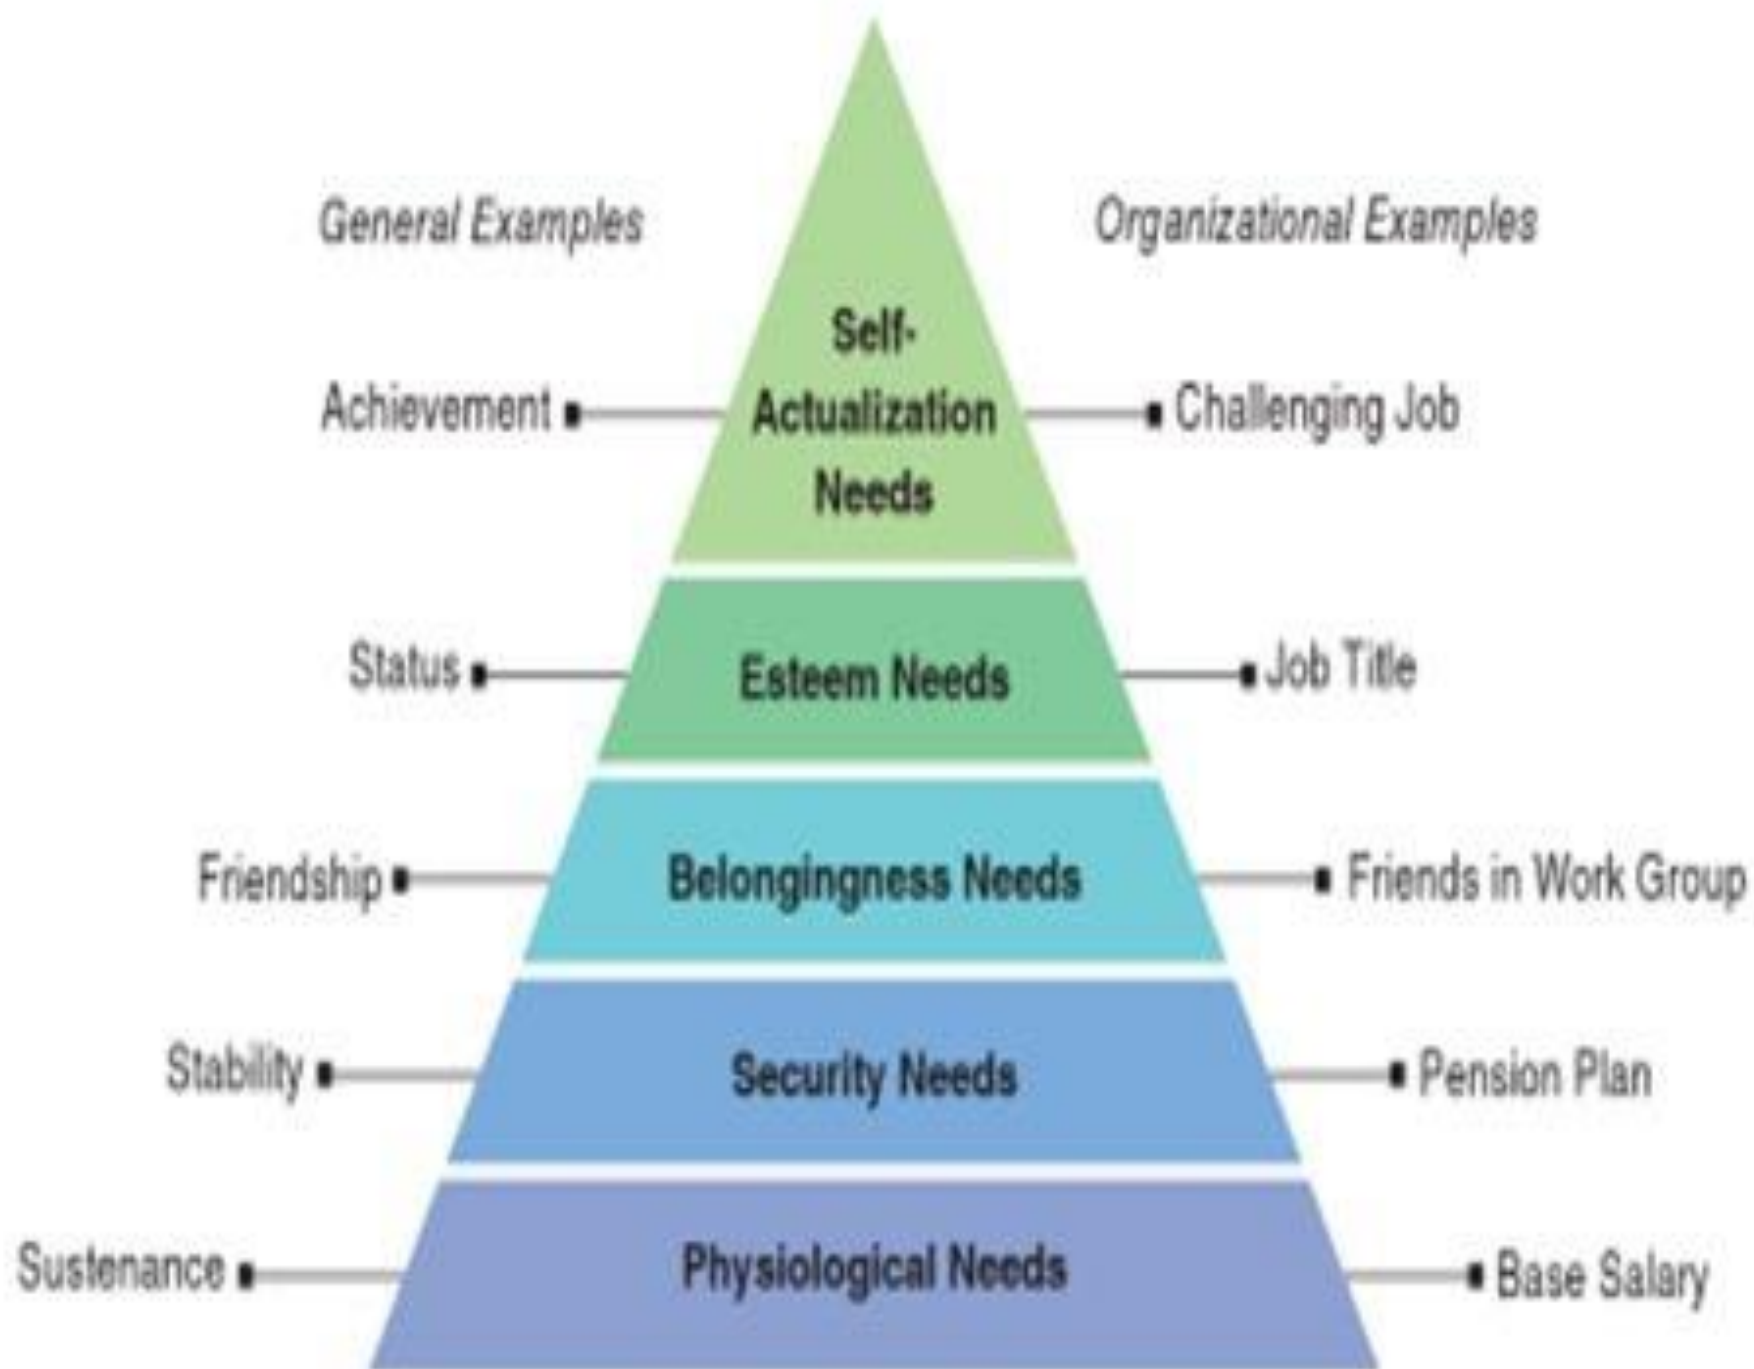 General Examples
Organizational Examples
Self-
Actualization
Needs
Achievement
Challenging Job
Status
Esteem Needs
Job Title
Friendship
Belongingness Needs
Friends in Work Group
Stability
Security Needs
Pension Plan
Sustenance
Physiological Needs
Base Salary